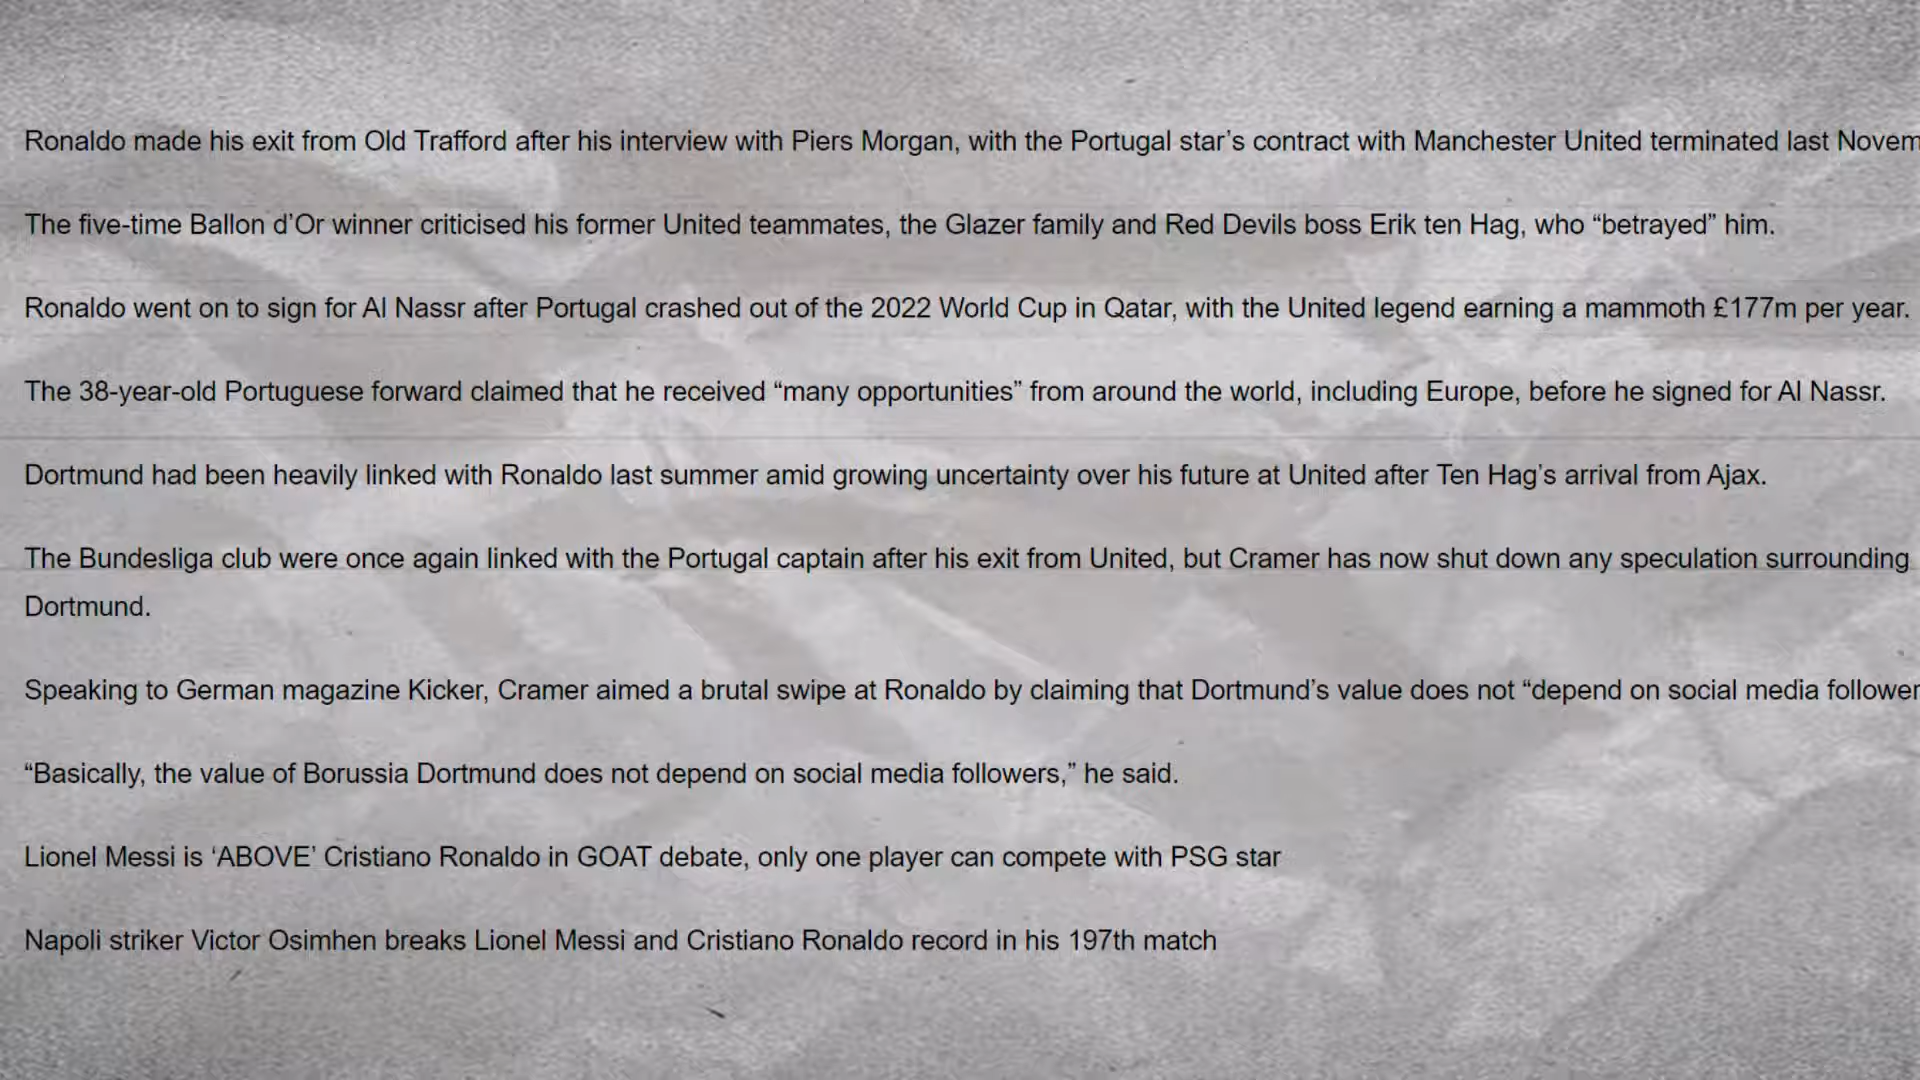 Ronaldo made his exit from Old Trafford after his interview with Piers Morgan, with the Portugal star’s contract with Manchester United terminated last Novem
The five-time Ballon d’Or winner criticised his former United teammates, the Glazer family and Red Devils boss Erik ten Hag, who “betrayed” him.
Ronaldo went on to sign for Al Nassr after Portugal crashed out of the 2022 World Cup in Qatar, with the United legend earning a mammoth £177m per year.
The 38-year-old Portuguese forward claimed that he received “many opportunities” from around the world, including Europe, before he signed for Al Nassr.
Dortmund had been heavily linked with Ronaldo last summer amid growing uncertainty over his future at United after Ten Hag’s arrival from Ajax.
The Bundesliga club were once again linked with the Portugal captain after his exit from United, but Cramer has now shut down any speculation surrounding
Dortmund.
Speaking to German magazine Kicker, Cramer aimed a brutal swipe at Ronaldo by claiming that Dortmund’s value does not “depend on social media follower
“Basically, the value of Borussia Dortmund does not depend on social media followers,” he said.
Lionel Messi is ‘ABOVE’ Cristiano Ronaldo in GOAT debate, only one player can compete with PSG star
Napoli striker Victor Osimhen breaks Lionel Messi and Cristiano Ronaldo record in his 197th match